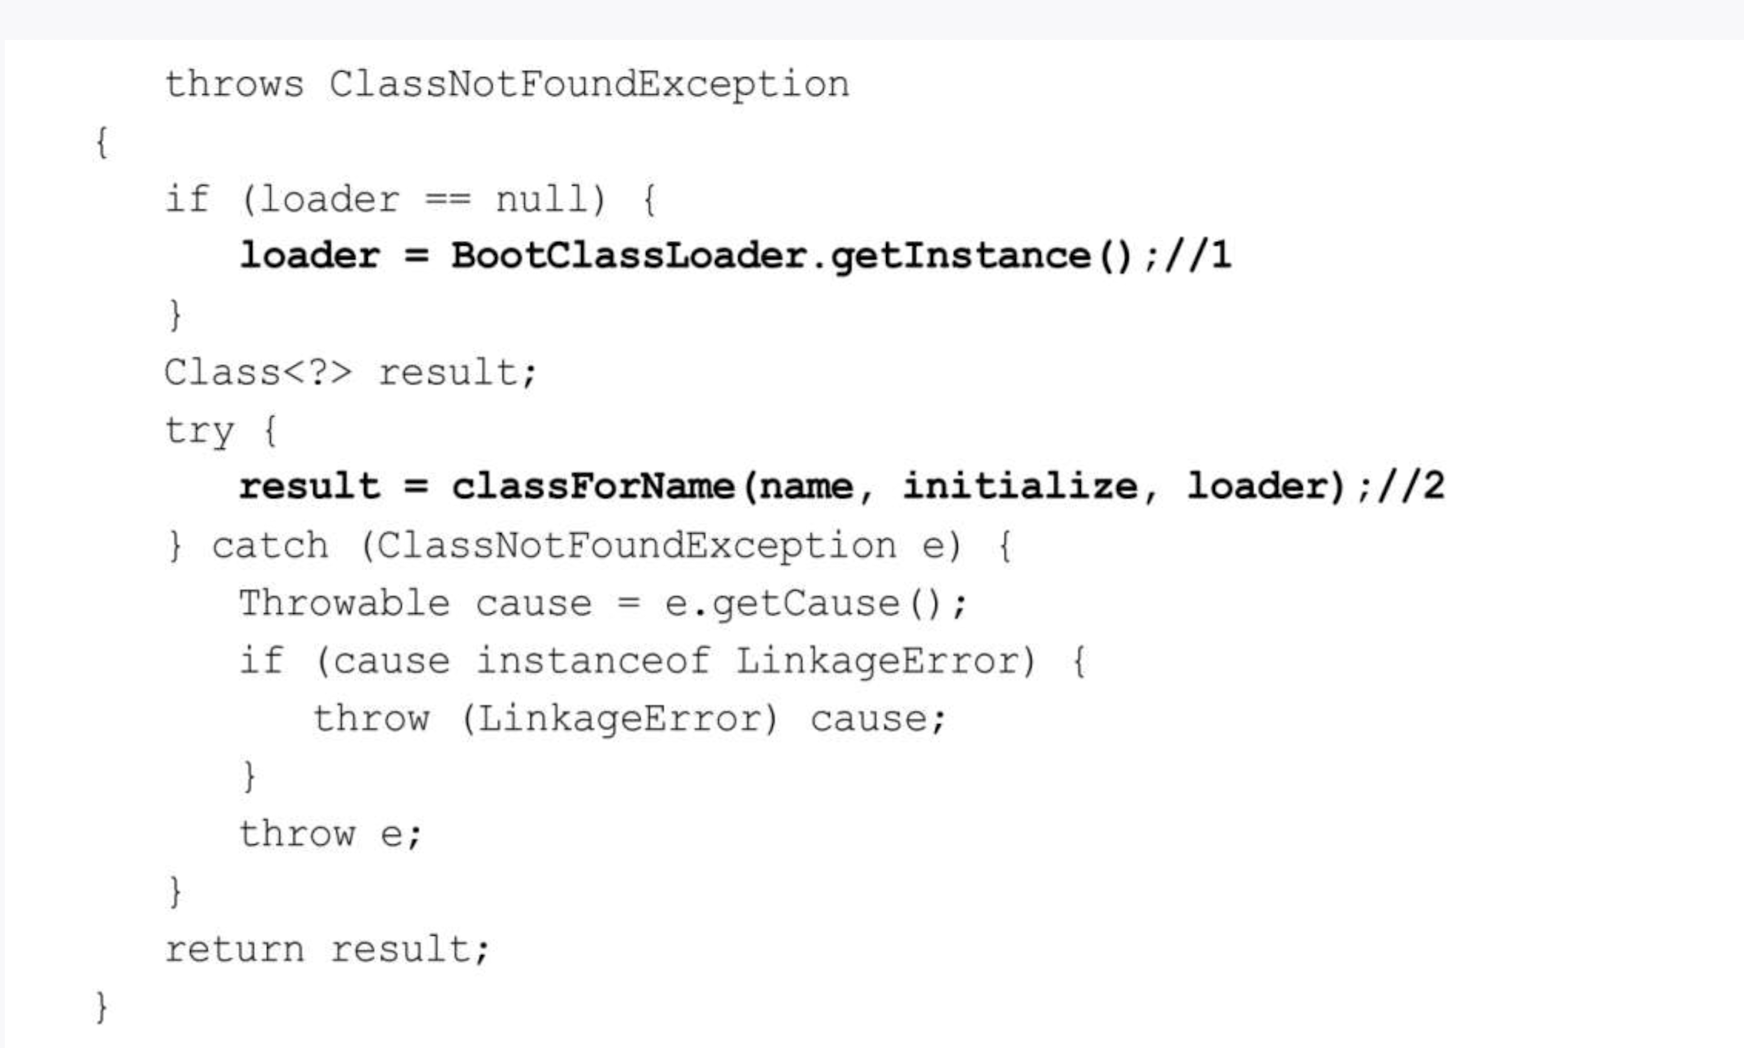 throws ClassNotFoundException
{
if (loader == null) {
loader = BootClassLoader.getInstance();//1
}
Class<?> result;
try {
result = classForName(name, initialize, loader);//2
} catch (ClassNotFoundException e) {
Throwable cause = e.getCause();
if (cause instanceof LinkageError) {
throw (LinkageError) cause;
}
throw e;
}
return result;
}